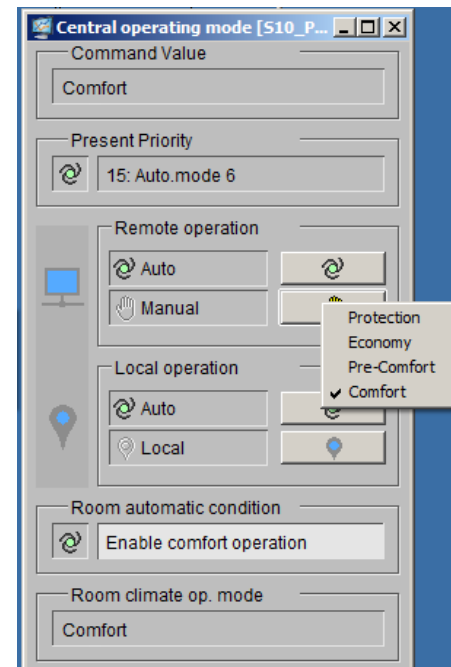 Central operating mode [S10_P...
Command Value
Comfort
Present Priority
15: Auto.mode 6
Remote operation
Auto
Manual
Protection
Economy
Pre-Comfort
Comfort
Local operation
Auto
Local
Room automatic condition
Enable comfort operation
Room climate op. mode
Comfort